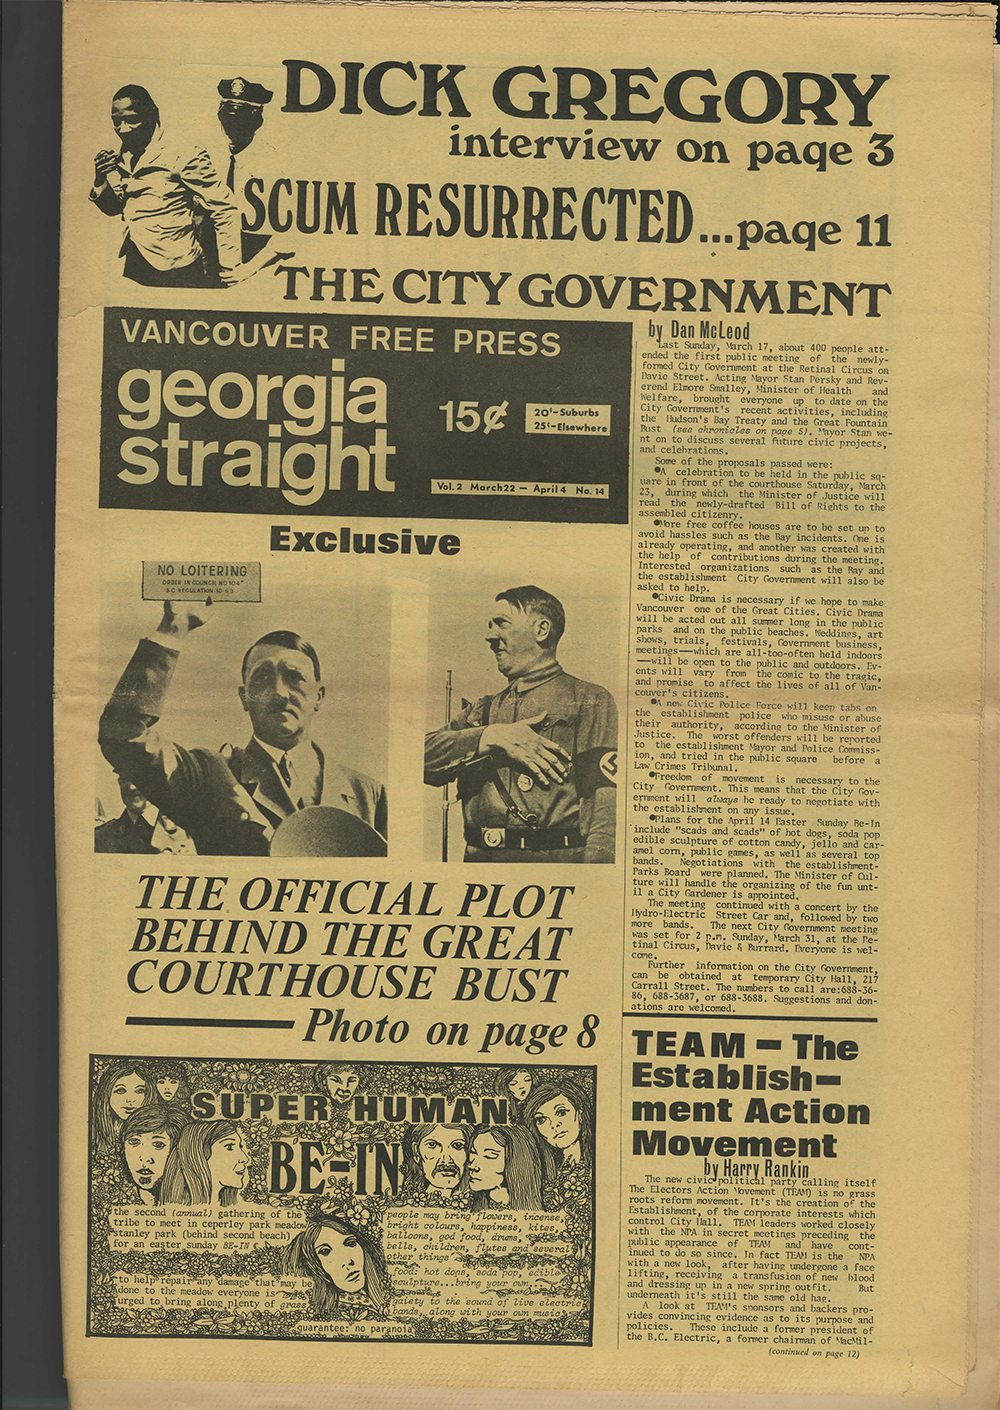 DICK GREGORY
interview on page 3
SCUM RESURRECTED...page 11
THE CITY GOVERNMENT
VANCOUVER FREE PRESS
georgia
straight
15¢
20¢-Suburbs
25¢-Elsewhere
Vol. 2 March22 — April 4 No. 14
Exclusive
NO LOITERING
ORDER IN COUNCIL NO
B.C. REGULATION
THE OFFICIAL PLOT
BEHIND THE GREAT
COURTHOUSE BUST
Photo on page 8
SUPER HUMAN
BE-IN
the second (annual) gathering of the
tribe to meet in ceperley park meadow
stanley park (behind second beach)
for an easter sunday BE-IN
to help repair any damage that may be
done to the meadow everyone is
urged to bring along plenty of grass
people may bring flowers, incense,
bright colours, happiness, kites,
balloons, god food, drums,
bells, children, flutes and several
other things
food: hot dogs, soda pop, edible
sculpture...bring your own...
gaiety to the sound of live electric
bands, along with your own music
guarantee: no paranoia
by Dan McLeod
Last Sunday, March 17, about 400 people att-
ended the first public meeting of the newly-
formed City Government at the Retinal Circus on
Davie Street. Acting Mayor Stan Persky and Rev-
erend Elmore Smalley, Minister of Health and
Welfare, brought everyone up to date on the
City Government's recent activities, including
the Hudson's Bay Treaty and the Great Fountain
Bust (see chronicles on page 5). Mayor Stan we-
nt on to discuss several future civic projects,
and celebrations.
Some of the proposals passed were:
●A celebration to be held in the public sq-
uare in front of the courthouse Saturday, March
23, during which the Minister of Justice will
read the newly-drafted Bill of Rights to the
assembled citizenry.
●More free coffee houses are to be set up to
avoid hassles such as the Bay incidents. One is
already operating, and another was created with
the help of contributions during the meeting.
Interested organizations such as the Bay and
the establishment City Government will also be
asked to help.
●Civic Drama is necessary if we hope to make
Vancouver one of the Great Cities. Civic Drama
will be acted out all summer long in the public
parks and on the public beaches. Weddings, art
shows, trials, festivals, Government business,
meetings—which are all-too-often held indoors
—will be open to the public and outdoors. Ev-
ents will vary from the comic to the tragic,
and promise to affect the lives of all of Van-
couver's citizens.
●A new Civic Police Force will keep tabs on
the establishment police who misuse or abuse
their authority, according to the Minister of
Justice. The worst offenders will be reported
to the establishment Mayor and Police Commiss-
ion, and tried in the public square before a
Law Crimes Tribunal.
●Freedom of movement is necessary to the
City Government. This means that the City Gov-
ernment will always be ready to negotiate with
the establishment on any issue.
●Plans for the April 14 Easter Sunday Be-In
include "scads and scads" of hot dogs, soda pop
edible sculpture of cotton candy, jello and car-
amel corn, public games, as well as several top
bands. Negotiations with the establishment-
Parks Board were planned. The Minister of Cul-
ture will handle the organizing of the fun unt-
il a City Gardener is appointed.
The meeting continued with a concert by the
Hydro-Electric Street Car and, followed by two
more bands. The next City Government meeting
was set for 2 p.m. Sunday, March 31, at the Re-
tinal Circus, Davie & Burrard. Everyone is wel-
come.
Further information on the City Government,
can be obtained at temporary City Hall, 217
Carrall Street. The numbers to call are:688-36-
86, 688-3687, or 688-3688. Suggestions and don-
ations are welcomed.
TEAM — The
Establish-
ment Action
Movement
by Harry Rankin
The new civic political party calling itself
The Electors Action Movement (TEAM) is no grass
roots reform movement. It's the creation of the
Establishment, of the corporate interests which
control City Hall. TEAM leaders worked closely
with the NPA in secret meetings preceding the
public appearance of TEAM and have cont-
inued to do so since. In fact TEAM is the NPA
with a new look, after having undergone a face
lifting, receiving a transfusion of new blood
and dressing up in a new spring outfit. But
underneath it's still the same old hag.
A look at TEAM's sponsors and backers pro-
vides convincing evidence as to its purpose and
policies. These include a former president of
the B.C. Electric, a former chairman of MacMil-
(continued on page 12)